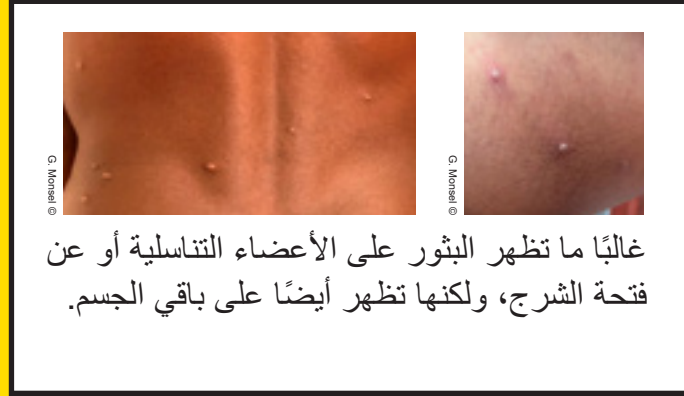 G. Monsel ©
G. Monsel ©
غالبًا ما تظهر البثور على الأعضاء التناسلية أو عن
فتحة الشرج، ولكنها تظهر أيضًا على باقي الجسم.